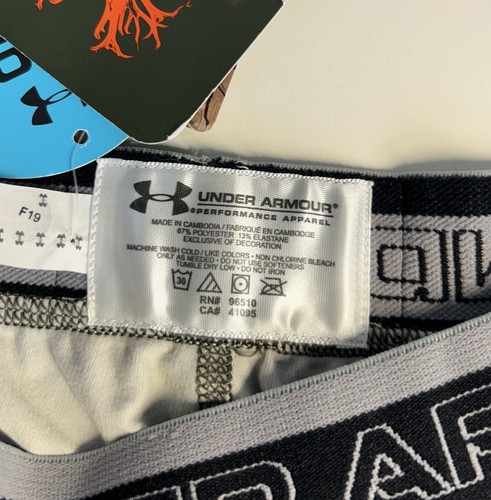 UNDER ARMOUR®
®PERFORMANCE APPAREL
MADE IN CAMBODIA / FABRIQUÉ EN CAMBODGE
87% POLYESTER 13% ELASTANE
EXCLUSIVE OF DECORATION
MACHINE WASH COLD / LIKE COLORS • NON CHLORINE BLEACH
ONLY AS NEEDED • DO NOT USE SOFTENERS
TUMBLE DRY LOW • DO NOT IRON
30
RN# 96510
CA# 41095
F19